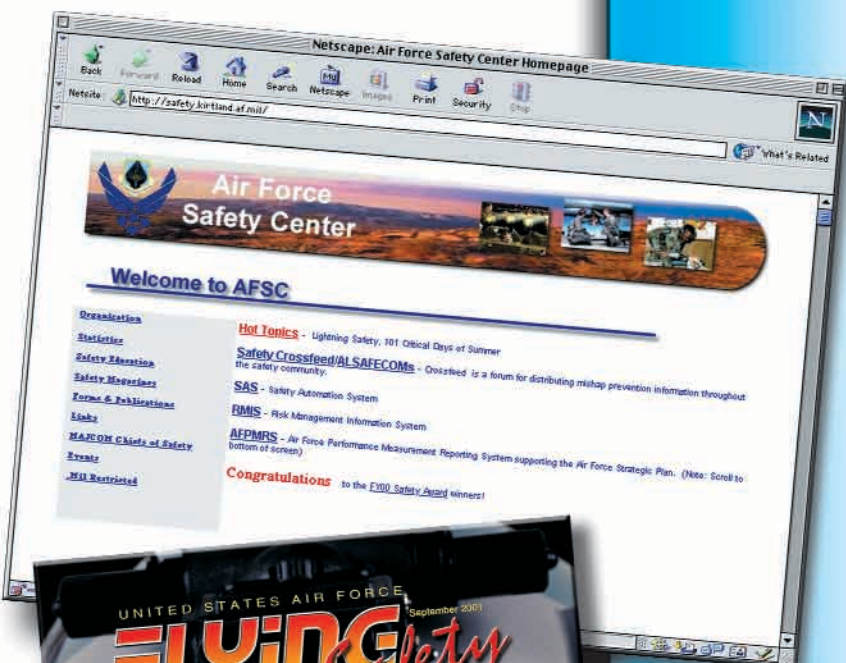 Netscape: Air Force Safety Center Homepage
Back Forward Reload Home Search Netscape Images Print Security Stop
My
N
Netsite: http://safety.kirtland.af.mil/
What's Related
Air Force
Safety Center
Welcome to AFSC
Organization
Statistics
Safety Education
Safety Magazines
Forms & Publications
Links
MAJCOM Chiefs of Safety
Events
.Mil Restricted
Hot Topics - Lightning Safety, 101 Critical Days of Summer
Safety Crossfeed/ALSAFECOMs - Crossfeed is a forum for distributing mishap prevention information throughout
the safety community.
SAS - Safety Automation System
RMIS - Risk Management Information System
AFPMRS - Air Force Performance Measurement Reporting System supporting the Air Force Strategic Plan. (Note: Scroll to
bottom of screen)
Congratulations to the FY00 Safety Award winners!
UNITED STATES AIR FORCE
September 2001
FLYING Safety